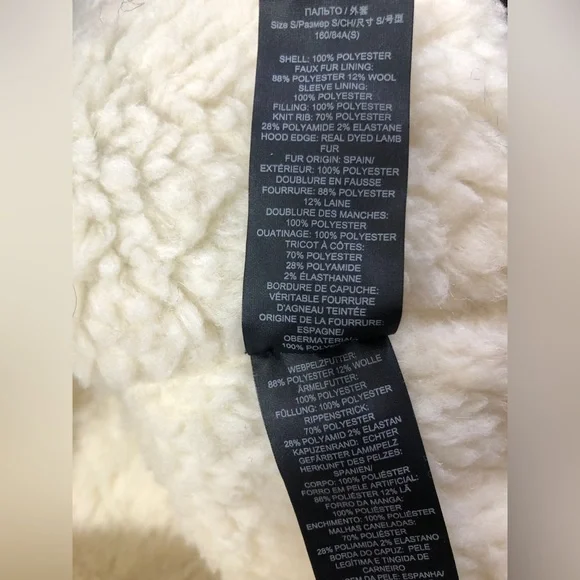 ПАЛЬТО / 外套
Size S/Размер S/CH/尺寸 S/号型
160/84A(S)
SHELL: 100% POLYESTER
FAUX FUR LINING:
88% POLYESTER 12% WOOL
SLEEVE LINING:
100% POLYESTER
FILLING: 100% POLYESTER
KNIT RIB: 70% POLYESTER
28% POLYAMIDE 2% ELASTANE
HOOD EDGE: REAL DYED LAMB
FUR
FUR ORIGIN: SPAIN/
EXTÉRIEUR: 100% POLYESTER
DOUBLURE EN FAUSSE
FOURRURE: 88% POLYESTER
12% LAINE
DOUBLURE DES MANCHES:
100% POLYESTER
OUATINAGE: 100% POLYESTER
TRICOT À CÔTES:
70% POLYESTER
28% POLYAMIDE
2% ÉLASTHANNE
BORDURE DE CAPUCHE:
VÉRITABLE FOURRURE
D'AGNEAU TEINTÉE
ORIGINE DE LA FOURRURE:
ESPAGNE/
OBERMATERIAL:
100% POLYESTER
WEBPELZFUTTER:
88% POLYESTER 12% WOLLE
ÄRMELFUTTER:
100% POLYESTER
FÜLLUNG: 100% POLYESTER
RIPPENSTRICK:
70% POLYESTER
28% POLYAMID 2% ELASTAN
KAPUZENRAND: ECHTER
GEFÄRBTER LAMMPELZ
HERKUNFT DES PELZES:
SPANIEN/
CORPO: 100% POLIÉSTER
FORRO EM PELE ARTIFICIAL:
88% POLIÉSTER 12% LÃ
FORRO DA MANGA:
100% POLIÉSTER
ENCHIMENTO: 100% POLIÉSTER
MALHAS CANELADAS:
70% POLIÉSTER
28% POLIAMIDA 2% ELASTANO
BORDA DO CAPUZ: PELE
LEGÍTIMA E TINGIDA DE
CARNEIRO
DA PELE: ESPANHA/